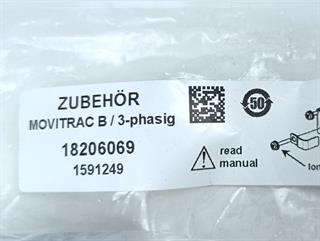 ZUBEHÖR
MOVITRAC B / 3-phasig
18206069
1591249
50
read
manual
lon